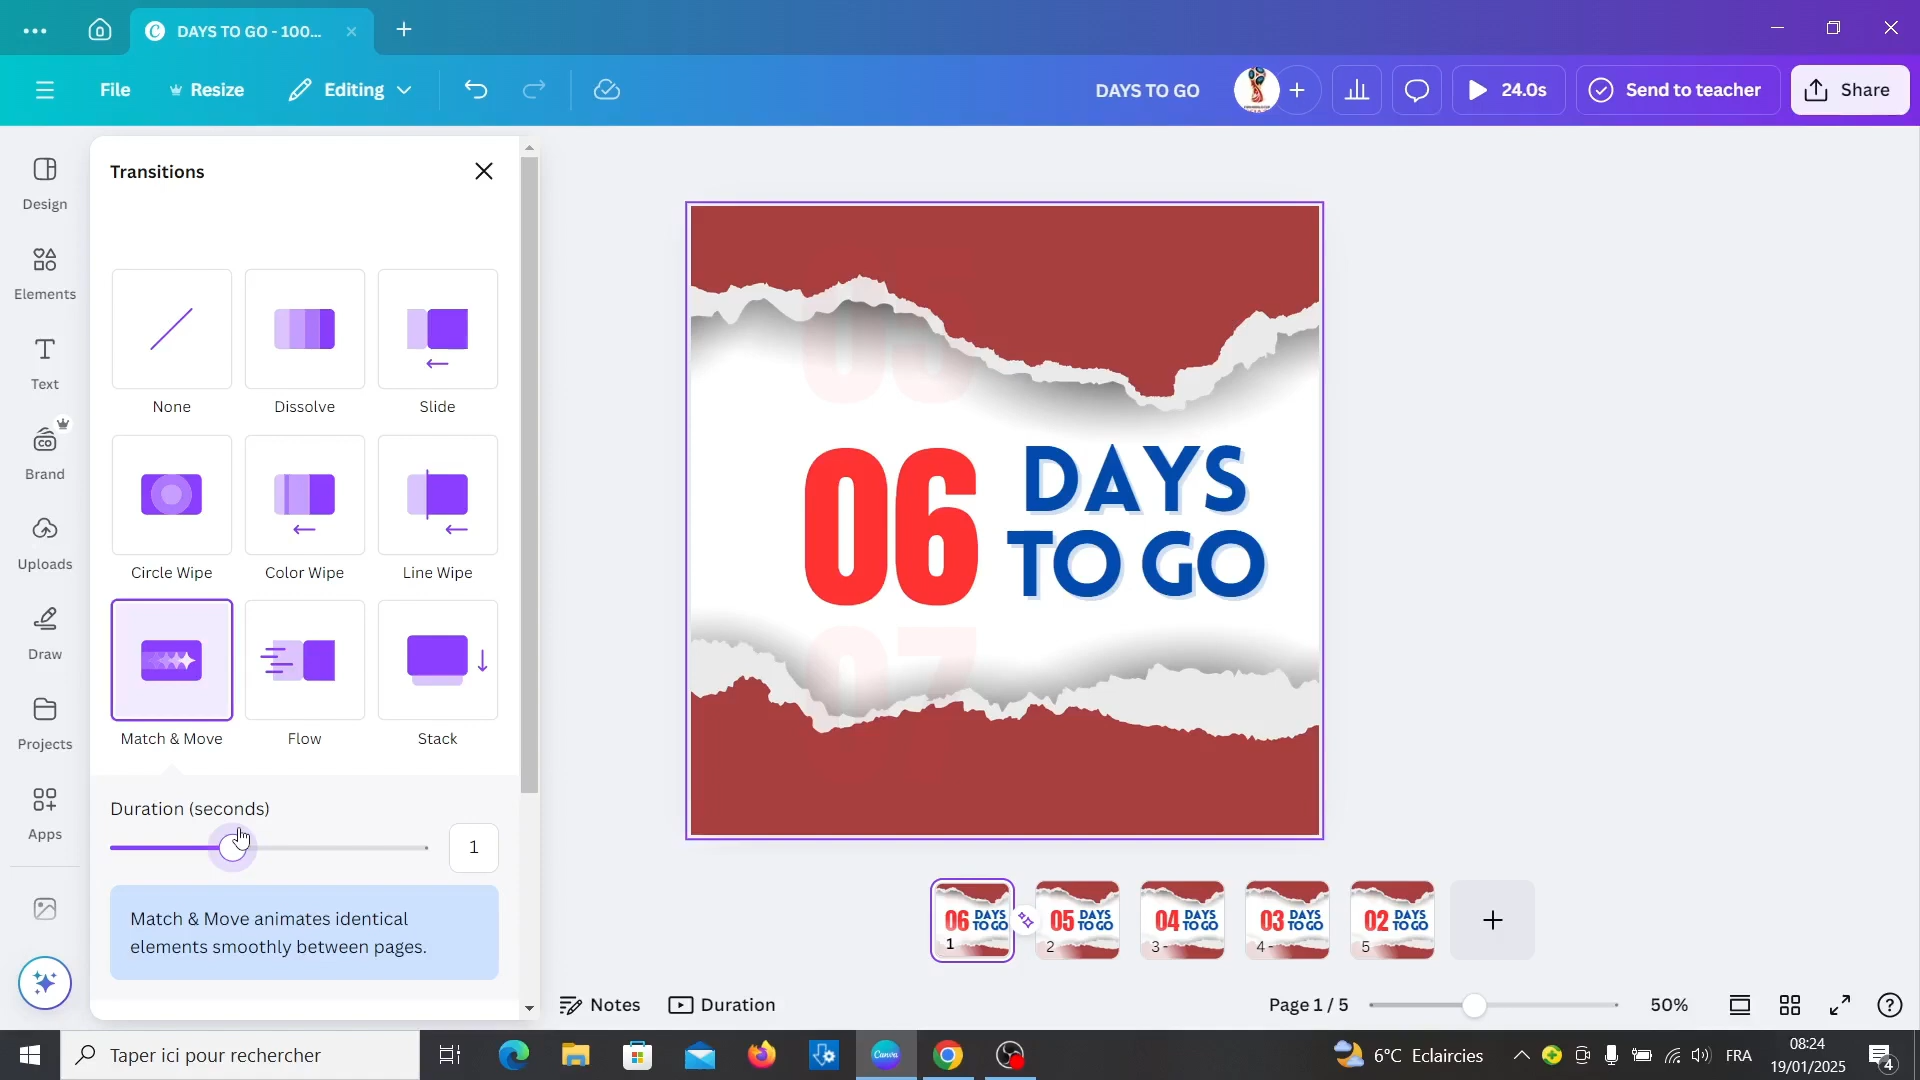 DAYS TO GO - 100...
File
Resize
Editing
DAYS TO GO
24.0s
Send to teacher
Share
Design
Elements
Text
Brand
Uploads
Draw
Projects
Apps
Transitions
None
Dissolve
Slide
Circle Wipe
Color Wipe
Line Wipe
Match & Move
Flow
Stack
Duration (seconds)
1
Match & Move animates identical
elements smoothly between pages.
05
06 DAYS
TO GO
07
06 DAYS
TO GO
1
05 DAYS
TO GO
2
04 DAYS
TO GO
3 -
03 DAYS
TO GO
4 -
02 DAYS
TO GO
5
Notes
Duration
Page 1 / 5
50%
Taper ici pour rechercher
Canva
6°C Eclaircies
FRA
08:24
19/01/2025
4